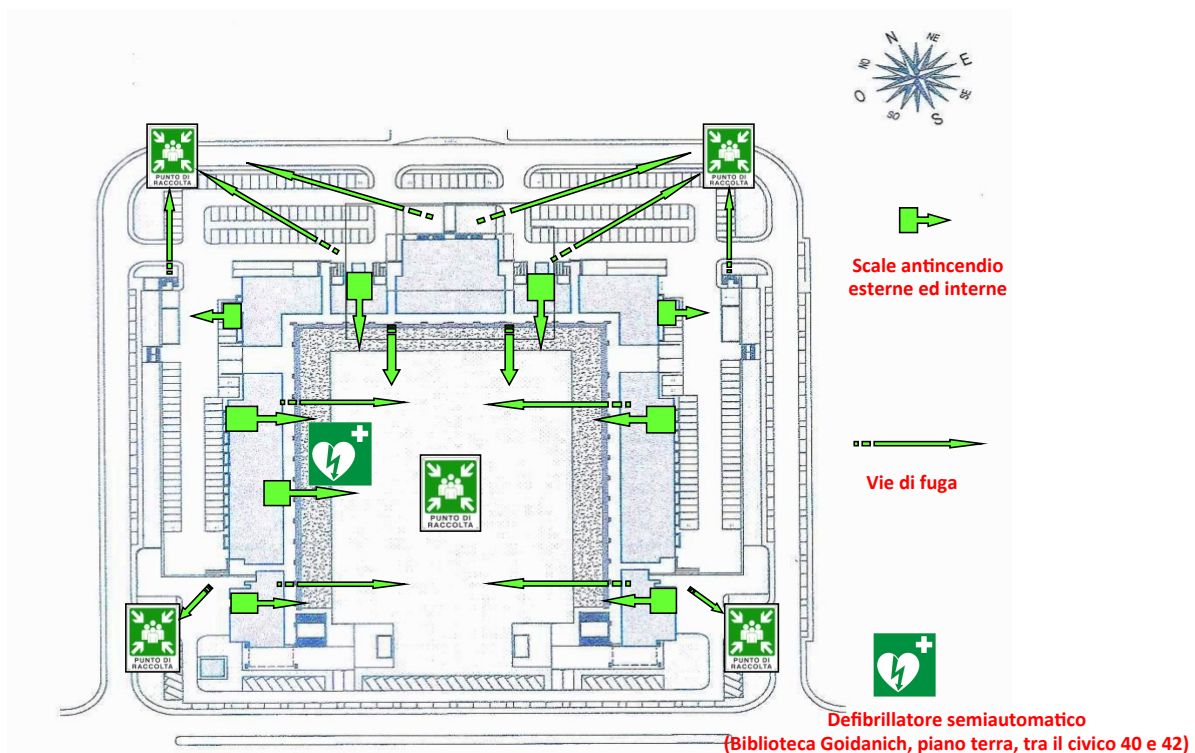 N
NE
E
SE
S
SO
O
NO
PUNTO DI
RACCOLTA
PUNTO DI
RACCOLTA
Scale antincendio
esterne ed interne
Vie di fuga
PUNTO DI
RACCOLTA
PUNTO DI
RACCOLTA
PUNTO DI
RACCOLTA
Defibrillatore semiautomatico
(Biblioteca Goidanich, piano terra, tra il civico 40 e 42)